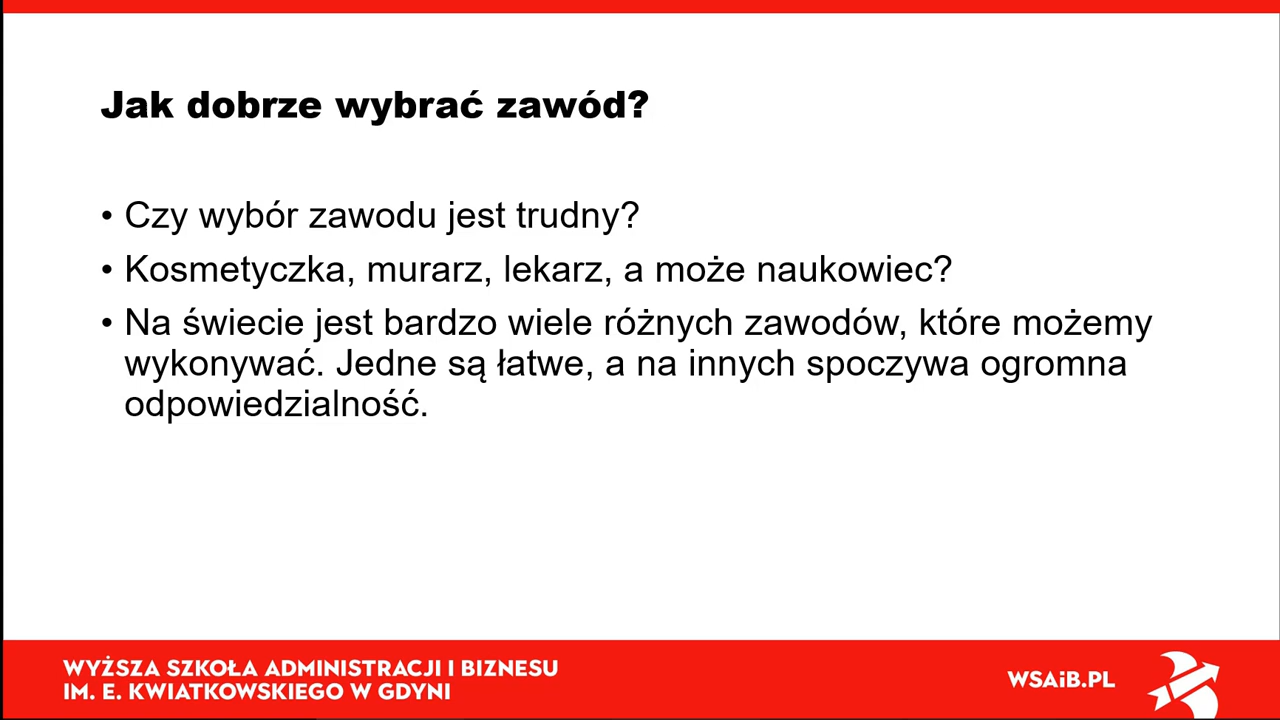 Jak dobrze wybrać zawód?
• Czy wybór zawodu jest trudny?
• Kosmetyczka, murarz, lekarz, a może naukowiec?
• Na świecie jest bardzo wiele różnych zawodów, które możemy
wykonywać. Jedne są łatwe, a na innych spoczywa ogromna
odpowiedzialność.
WYŻSZA SZKOŁA ADMINISTRACJI I BIZNESU
IM. E. KWIATKOWSKIEGO W GDYNI
WSAiB.PL